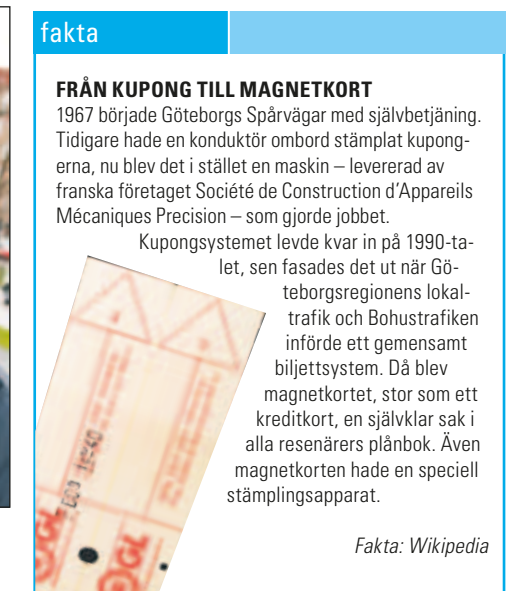 fakta
FRÅN KUPONG TILL MAGNETKORT
1967 började Göteborgs Spårvägar med självbetjäning.
Tidigare hade en konduktör ombord stämplat kupong-
erna, nu blev det i stället en maskin – levererad av
franska företaget Société de Construction d’Appareils
Mécaniques Precision – som gjorde jobbet.
Kupongsystemet levde kvar in på 1990-ta-
let, sen fasades det ut när Gö-
teborgsregionens lokal-
trafik och Bohustrafiken
införde ett gemensamt
biljettsystem. Då blev
magnetkortet, stor som ett
kreditkort, en självklar sak i
alla resenärers plånbok. Även
magnetkorten hade en speciell
stämplingsapparat.
Fakta: Wikipedia
GL
GL